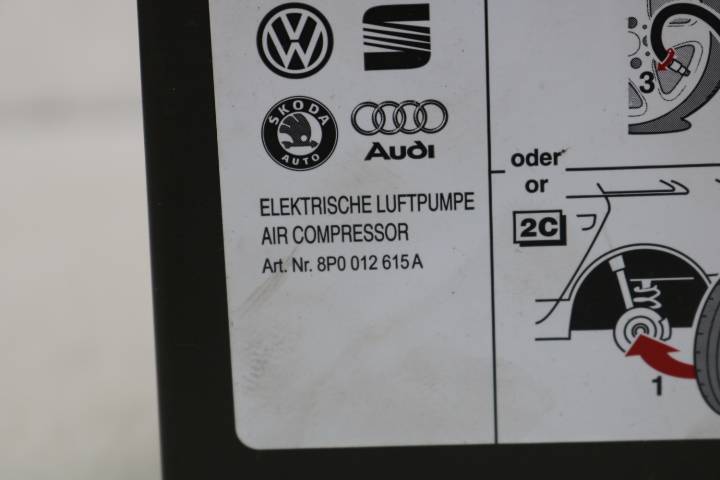 ŠKODA
AUTO
Audi
ELEKTRISCHE LUFTPUMPE
AIR COMPRESSOR
Art. Nr. 8P0 012 615 A
3
oder
or
2C
1